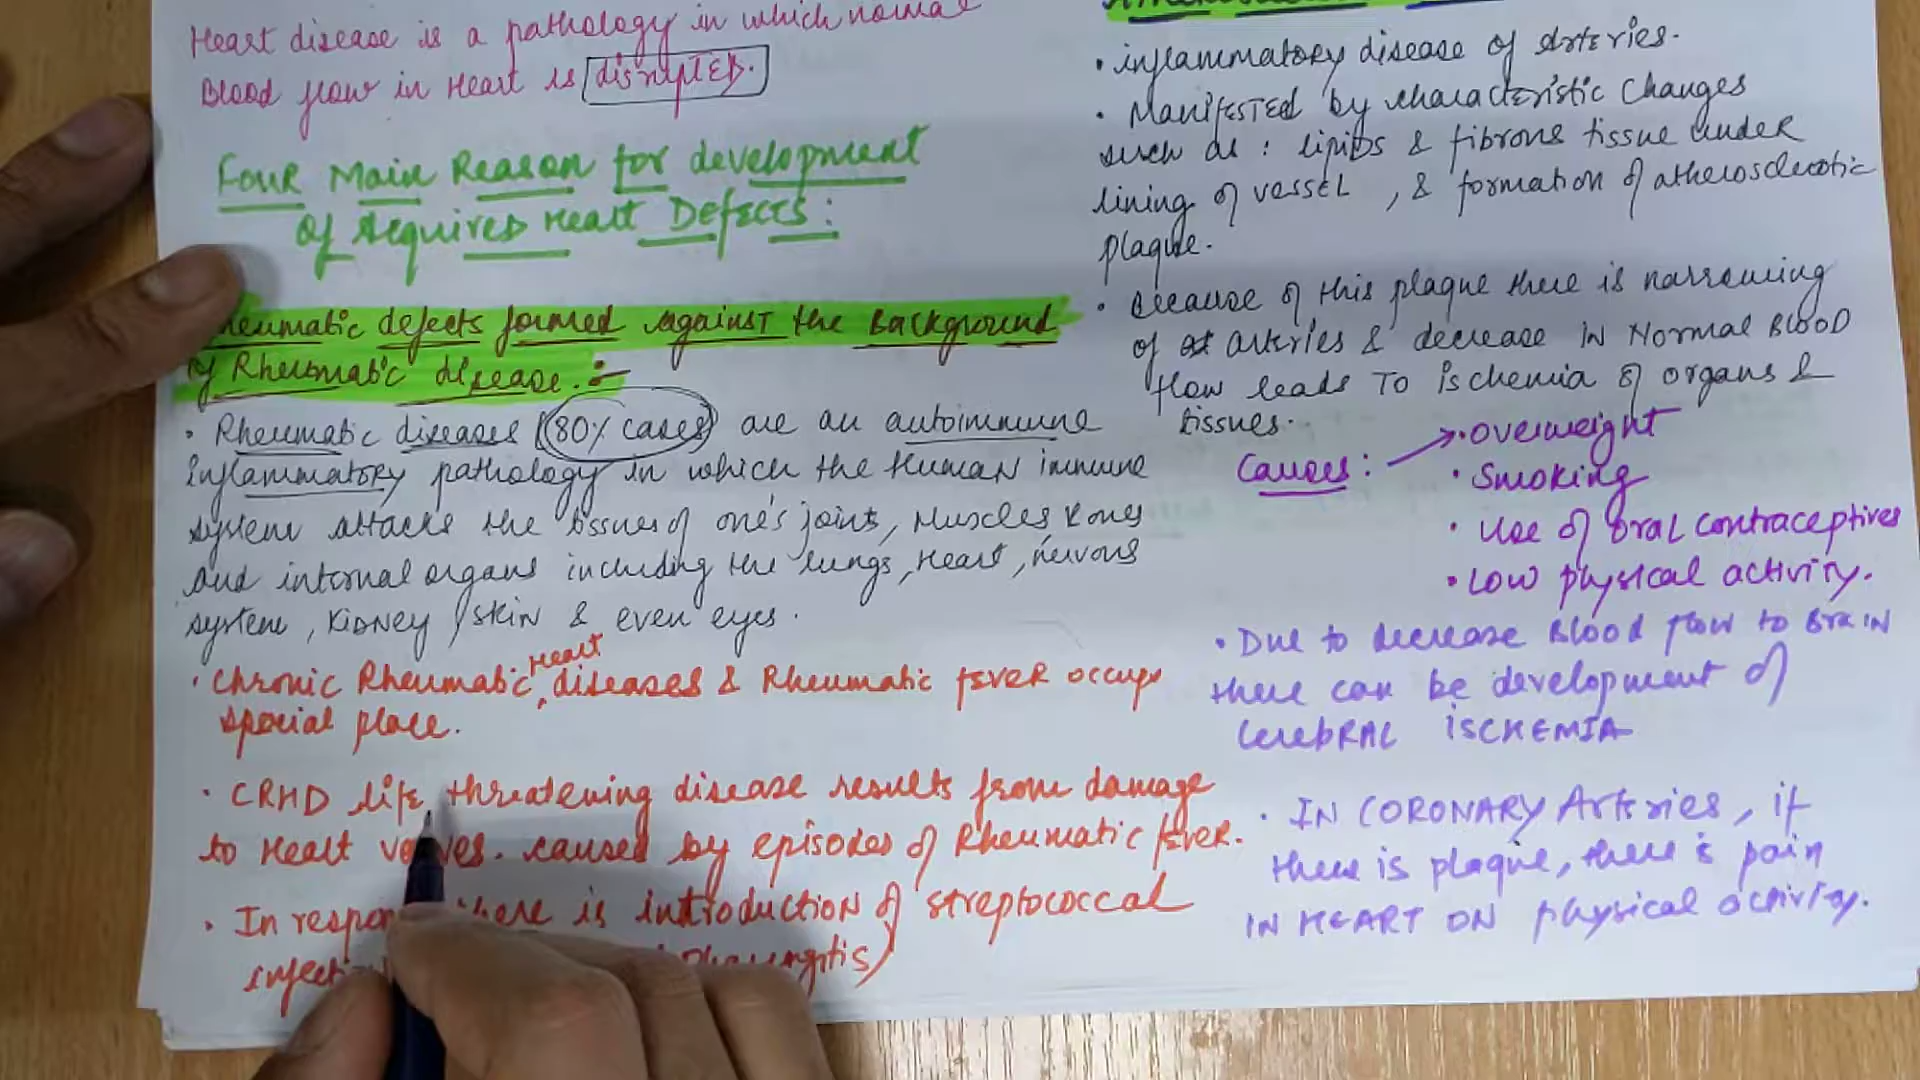 Heart disease is a pathology in which normal
Blood flow in Heart is disrupted.
Four Main Reason for development
of Acquired Heart Defects:
Rheumatic defects formed against the Background
of Rheumatic disease.:-
• Rheumatic diseases (80% cases) are an autoimmune
inflammatory pathology in which the Human immune
system attacks the tissues of one's joint, Muscles Bones
and internal organs including the lungs, Heart, nervous
system, Kidney, skin & even eyes.
• Chronic Rheumatic Heart diseases & Rheumatic fever occupy
special place.
• CRHD life threatening disease results from damage
to Heart valves. caused by episodes of Rheumatic fever.
• In there is introduction of streptococcal
Pharyngitis)
• inflammatory disease of Arteries.
• Manifested by characteristic changes
such as : lipids & fibrous tissue under
lining of vessel , & formation of atherosclerotic
plaque.
• Because of this plaque there is narrowing
of arteries & decrease in Normal Blood
flow leads To ischemia of organs &
tissues.
Causes: → • Overweight
• Smoking
• Use of Oral contraceptives
• Low physical activity.
• Due to decrease Blood flow to Brain
there can be development of
Cerebral ischemia
• In Coronary Arteries, if
there is plaque, there is pain
in Heart on physical activity.